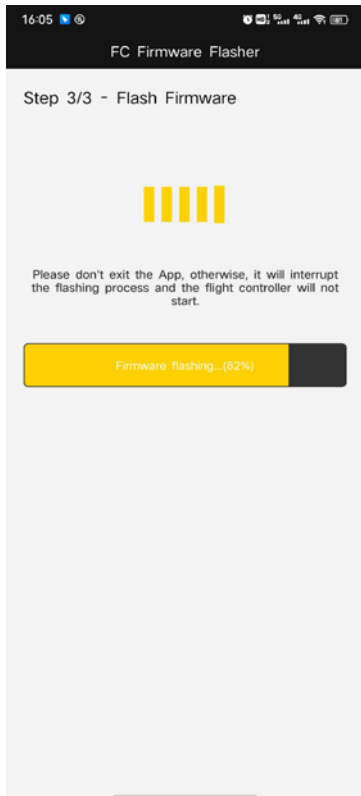 16:05
FC Firmware Flasher
Step 3/3 - Flash Firmware
Please don't exit the App, otherwise, it will interrupt
the flashing process and the flight controller will not
start.
Firmware flashing...(82%)